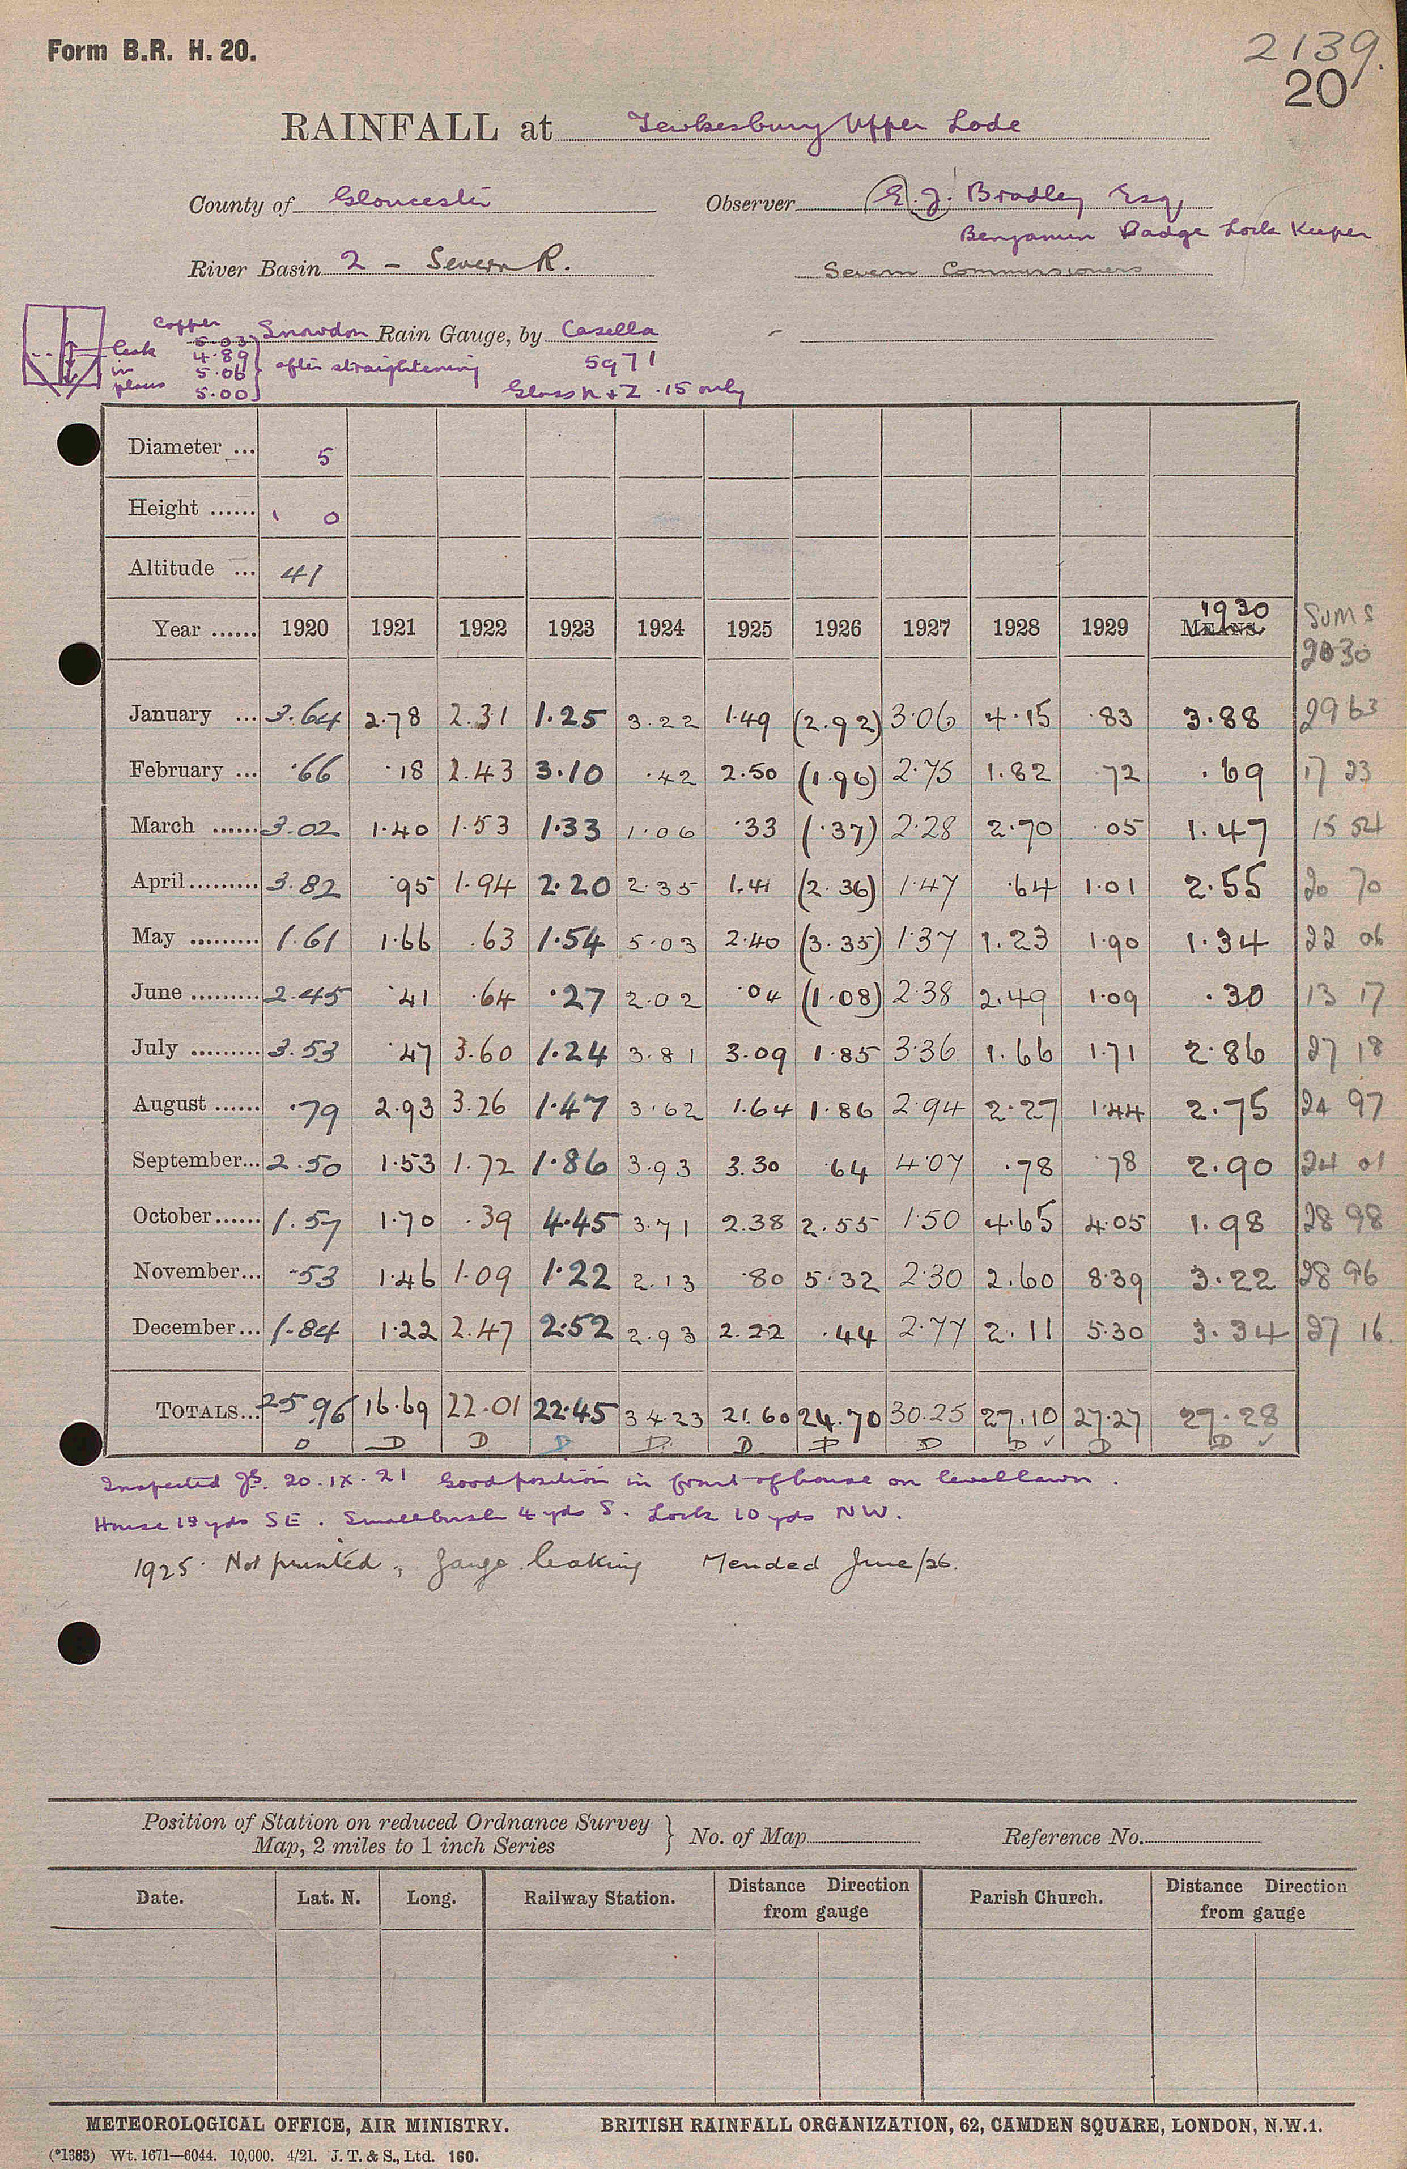 Form B.R. H. 20.
2139.
20
RAINFALL at Tewkesbury Upper Lode
County of Gloucester Observer E. J. Bradley Esq
Benjamin Badge Lock Keeper
River Basin 2 - Severn R. Severn Commissioners
Copper Snowdon Rain Gauge, by Casella
leak in place
5.03
4.89
5.06
5.00
after straightening
5971
Glass N + Z .15 only
Diameter ... 5
Height ...... 1 0
Altitude ... 41
Year ...... 1920 1921 1922 1923 1924 1925 1926 1927 1928 1929 MEANS 1930 SUMS 2030
January ... 3.64 2.78 2.31 1.25 3.22 1.49 (2.92) 3.06 4.15 .83 3.88 29 63
February ... .66 .18 2.43 3.10 .42 2.50 (1.96) 2.75 1.82 .72 .69 17 23
March ...... 3.02 1.40 1.53 1.33 1.06 .33 (.37) 2.28 2.70 .05 1.47 15 54
April ......... 3.82 .95 1.94 2.20 2.35 1.41 (2.36) 1.47 .64 1.01 2.55 20 70
May ......... 1.61 1.66 .63 1.54 5.03 2.40 (3.35) 1.37 1.23 1.90 1.34 22 06
June ......... 2.45 .41 .64 .27 2.02 .04 (1.08) 2.38 2.49 1.09 .30 13 17
July ......... 3.53 .47 3.60 1.24 3.81 3.09 1.85 3.36 1.66 1.71 2.86 27 18
August ...... .79 2.93 3.26 1.47 3.62 1.64 1.86 2.94 2.27 1.44 2.75 24 97
September... 2.50 1.53 1.72 1.86 3.93 3.30 .64 4.07 .78 .78 2.90 24 01
October...... 1.57 1.70 .39 4.45 3.71 2.38 2.55 1.50 4.65 4.05 1.98 28 98
November... .53 1.46 1.09 1.22 2.13 .80 5.32 2.30 2.60 8.39 3.22 28 96
December... 1.84 1.22 2.47 2.52 2.93 2.22 .44 2.77 2.11 5.30 3.34 27 16.
TOTALS... 25.96 16.69 22.01 22.45 34.23 21.60 24.70 30.25 27.10 27.27 27.28
D D D D D D D D D ✓ D D ✓
Inspected 20.IX.21 Good position in front of house on level lawn.
House 19 yds SE. Small bush 4 yds S. Lock 10 yds NW.
1925 Not printed, gauge leaking Mended June/26.
Position of Station on reduced Ordnance Survey
Map, 2 miles to 1 inch Series } No. of Map Reference No.
Date. Lat. N. Long. Railway Station. Distance Direction from gauge Parish Church. Distance Direction from gauge
METEOROLOGICAL OFFICE, AIR MINISTRY. BRITISH RAINFALL ORGANIZATION, 62, CAMDEN SQUARE, LONDON, N.W.1.
(*1383) Wt. 1671—6044. 10,000. 4/21. J. T. & S., Ltd. 160.